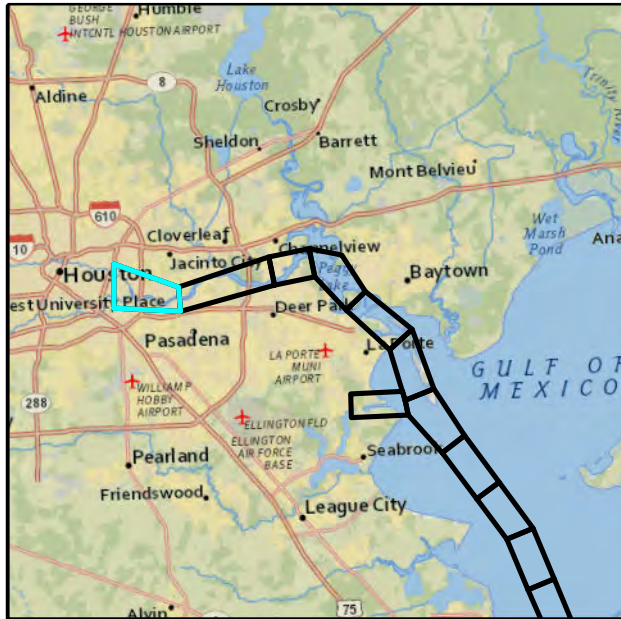 GEORGE
BUSH
INTCNTL HOUSTON AIRPORT
Humble
Aldine
8
Lake
Houston
Crosby
Sheldon
Barrett
Mont Belvieu
Trinity
River
610
Cloverleaf
Channelview
Wet
Marsh
Pond
Ana
10
Houston
Jacinto City
Peggy
Lake
Baytown
est University Place
Deer Park
Pasadena
La Porte
LA PORTE
MUNI
AIRPORT
GULF OF
MEXICO
WILLIAM P
HOBBY
AIRPORT
288
ELLINGTON FLD
ELLINGTON
AIR FORCE
BASE
Pearland
Seabrook
Friendswood
League City
Alvin
75